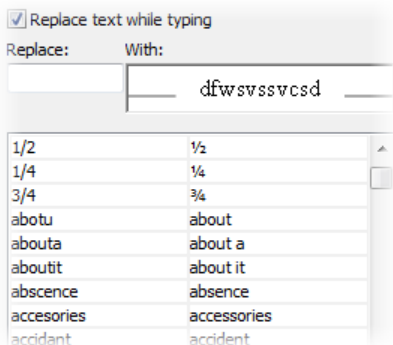 Replace text while typing
Replace: With:
dfwsvssvcsd
1/2 ½
1/4 ¼
3/4 ¾
abotu about
abouta about a
aboutit about it
abscence absence
accesories accessories
accidant accident